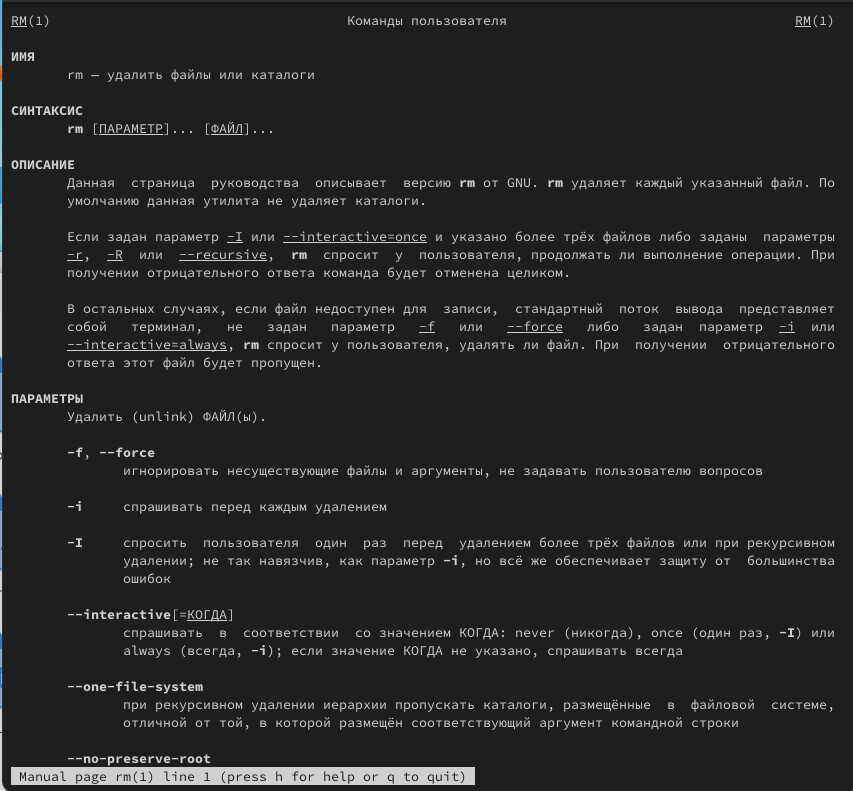 RM(1) Команды пользователя RM(1)
ИМЯ
rm — удалить файлы или каталоги
СИНТАКСИС
rm [ПАРАМЕТР]... [ФАЙЛ]...
ОПИСАНИЕ
Данная страница руководства описывает версию rm от GNU. rm удаляет каждый указанный файл. По
умолчанию данная утилита не удаляет каталоги.
Если задан параметр -I или --interactive=once и указано более трёх файлов либо заданы параметры
-r, -R или --recursive, rm спросит у пользователя, продолжать ли выполнение операции. При
получении отрицательного ответа команда будет отменена целиком.
В остальных случаях, если файл недоступен для записи, стандартный поток вывода представляет
собой терминал, не задан параметр -f или --force либо задан параметр -i или
--interactive=always, rm спросит у пользователя, удалять ли файл. При получении отрицательного
ответа этот файл будет пропущен.
ПАРАМЕТРЫ
Удалить (unlink) ФАЙЛ(ы).
-f, --force
игнорировать несуществующие файлы и аргументы, не задавать пользователю вопросов
-i спрашивать перед каждым удалением
-I спросить пользователя один раз перед удалением более трёх файлов или при рекурсивном
удалении; не так навязчив, как параметр -i, но всё же обеспечивает защиту от большинства
ошибок
--interactive[=КОГДА]
спрашивать в соответствии со значением КОГДА: never (никогда), once (один раз, -I) или
always (всегда, -i); если значение КОГДА не указано, спрашивать всегда
--one-file-system
при рекурсивном удалении иерархии пропускать каталоги, размещённые в файловой системе,
отличной от той, в которой размещён соответствующий аргумент командной строки
--no-preserve-root
Manual page rm(1) line 1 (press h for help or q to quit)